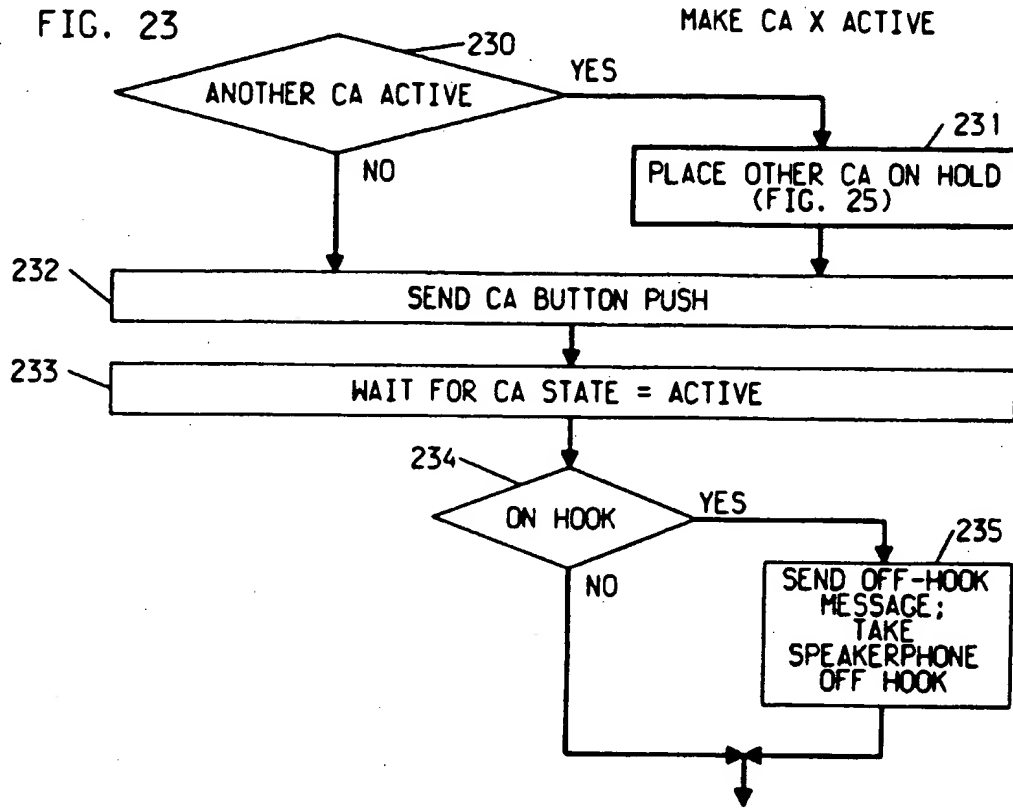 FIG. 23
MAKE CA X ACTIVE
230
ANOTHER CA ACTIVE
YES
231
NO
PLACE OTHER CA ON HOLD
(FIG. 25)
232
SEND CA BUTTON PUSH
233
WAIT FOR CA STATE = ACTIVE
234
ON HOOK
YES
235
NO
SEND OFF-HOOK
MESSAGE;
TAKE
SPEAKERPHONE
OFF HOOK